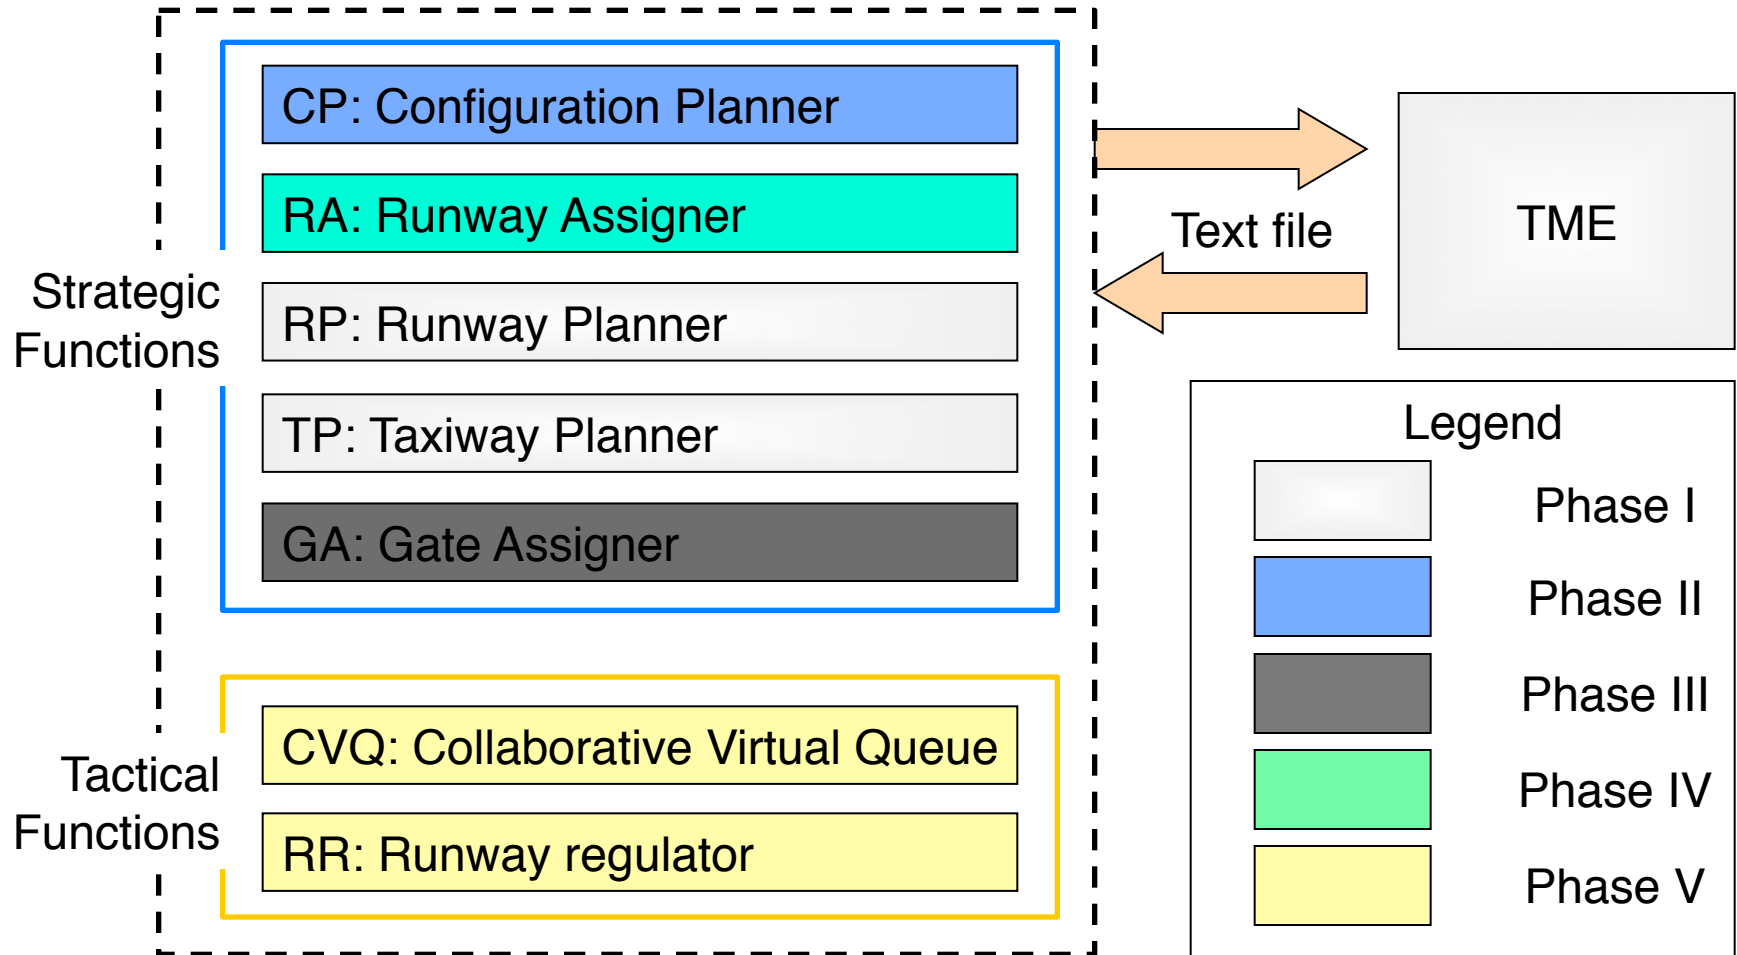 CP: Configuration Planner
RA: Runway Assigner
RP: Runway Planner
TP: Taxiway Planner
GA: Gate Assigner
Strategic
Functions
CVQ: Collaborative Virtual Queue
RR: Runway regulator
Tactical
Functions
Text file
TME
Legend
Phase I
Phase II
Phase III
Phase IV
Phase V